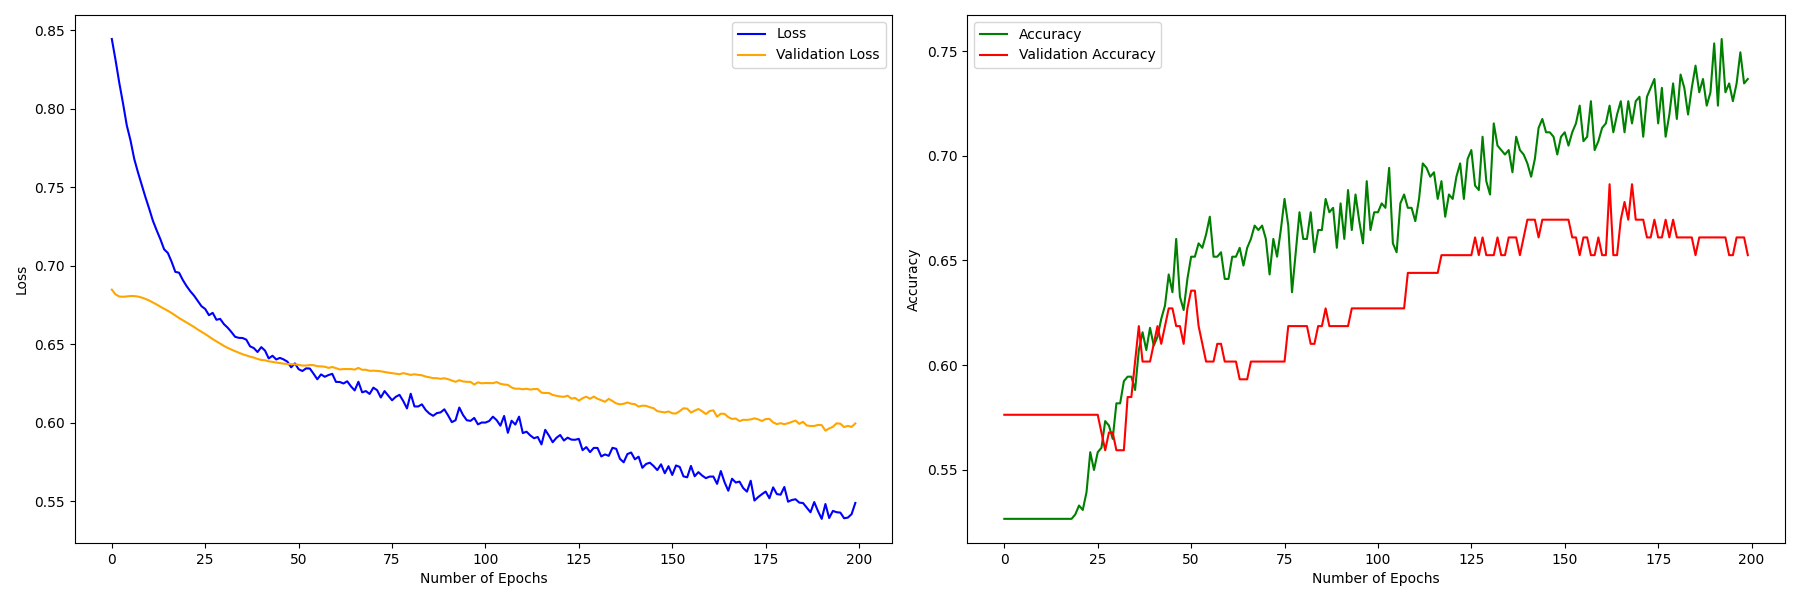 0.85
0.80
0.75
0.70
0.65
0.60
0.55
Loss
Loss
Validation Loss
0 25 50 75 100 125 150 175 200
Number of Epochs
0.75
0.70
0.65
0.60
0.55
Accuracy
Accuracy
Validation Accuracy
0 25 50 75 100 125 150 175 200
Number of Epochs